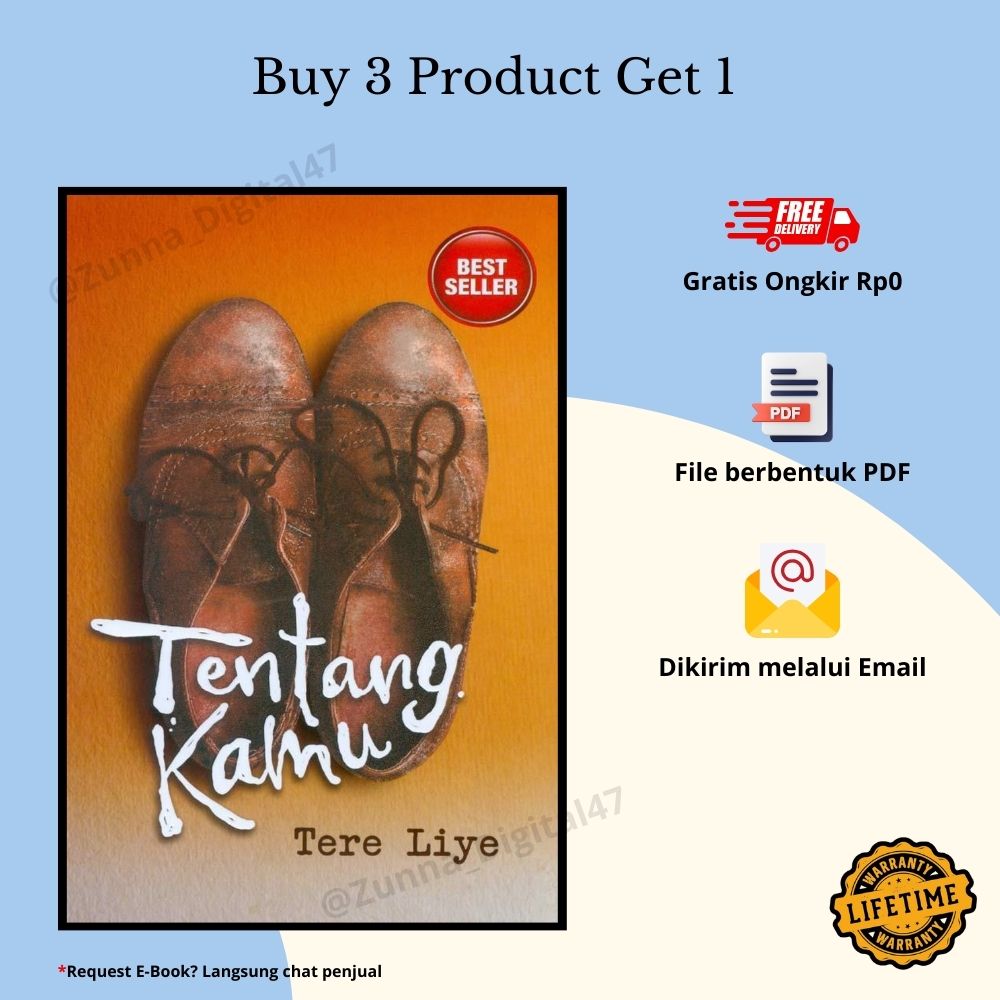 Buy 3 Product Get 1
@Zunna_Digital47
BEST
SELLER
Tentang
Kamu
Tere Liye
@Zunna_Digital47
FREE
DELIVERY
Gratis Ongkir Rp0
PDF
File berbentuk PDF
@
Dikirim melalui Email
WARRANTY
LIFETIME
WARRANTY
*Request E-Book? Langsung chat penjual